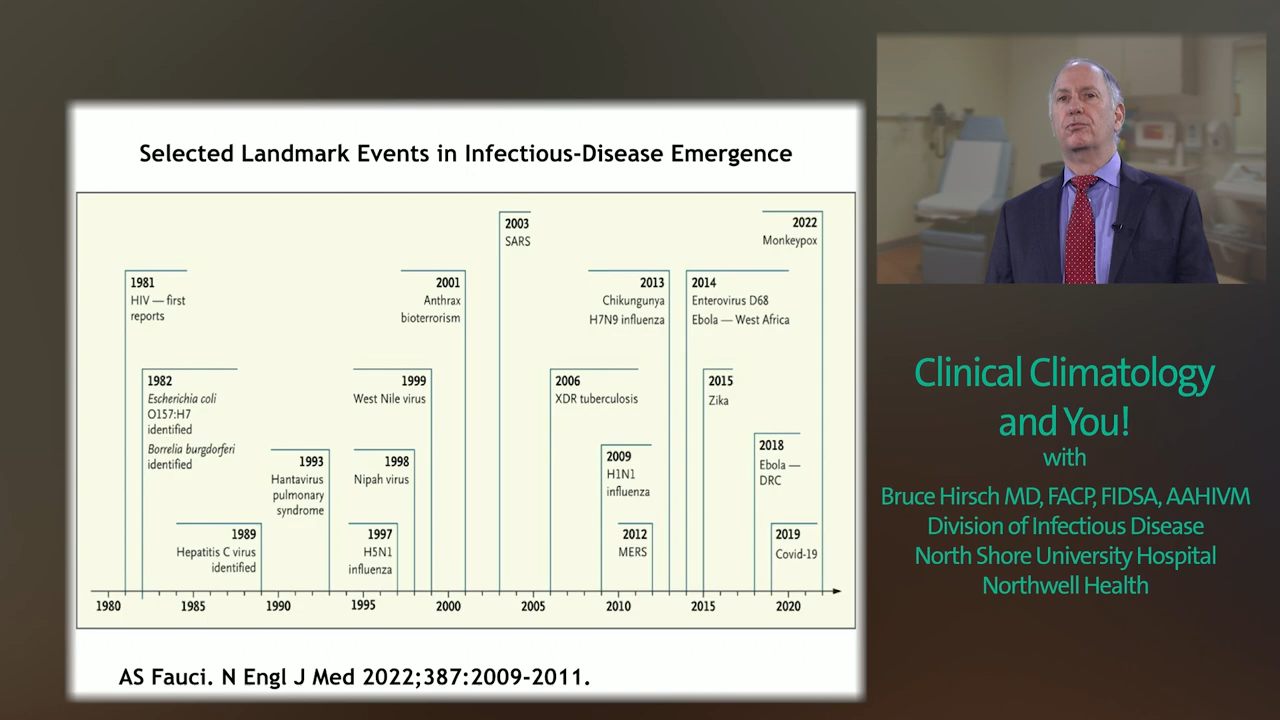 Selected Landmark Events in Infectious-Disease Emergence
2003
SARS
2022
Monkeypox
1981
HIV — first
reports
2001
Anthrax
bioterrorism
2013
Chikungunya
H7N9 influenza
2014
Enterovirus D68
Ebola — West Africa
1982
Escherichia coli
O157:H7
identified
Borrelia burgdorferi
identified
1999
West Nile virus
2006
XDR tuberculosis
2015
Zika
1993
Hantavirus
pulmonary
syndrome
1998
Nipah virus
2009
H1N1
influenza
2018
Ebola —
DRC
1989
Hepatitis C virus
identified
1997
H5N1
influenza
2012
MERS
2019
Covid-19
1980 1985 1990 1995 2000 2005 2010 2015 2020
AS Fauci. N Engl J Med 2022;387:2009-2011.
Clinical Climatology
and You!
with
Bruce Hirsch MD, FACP, FIDSA, AAHIVM
Division of Infectious Disease
North Shore University Hospital
Northwell Health